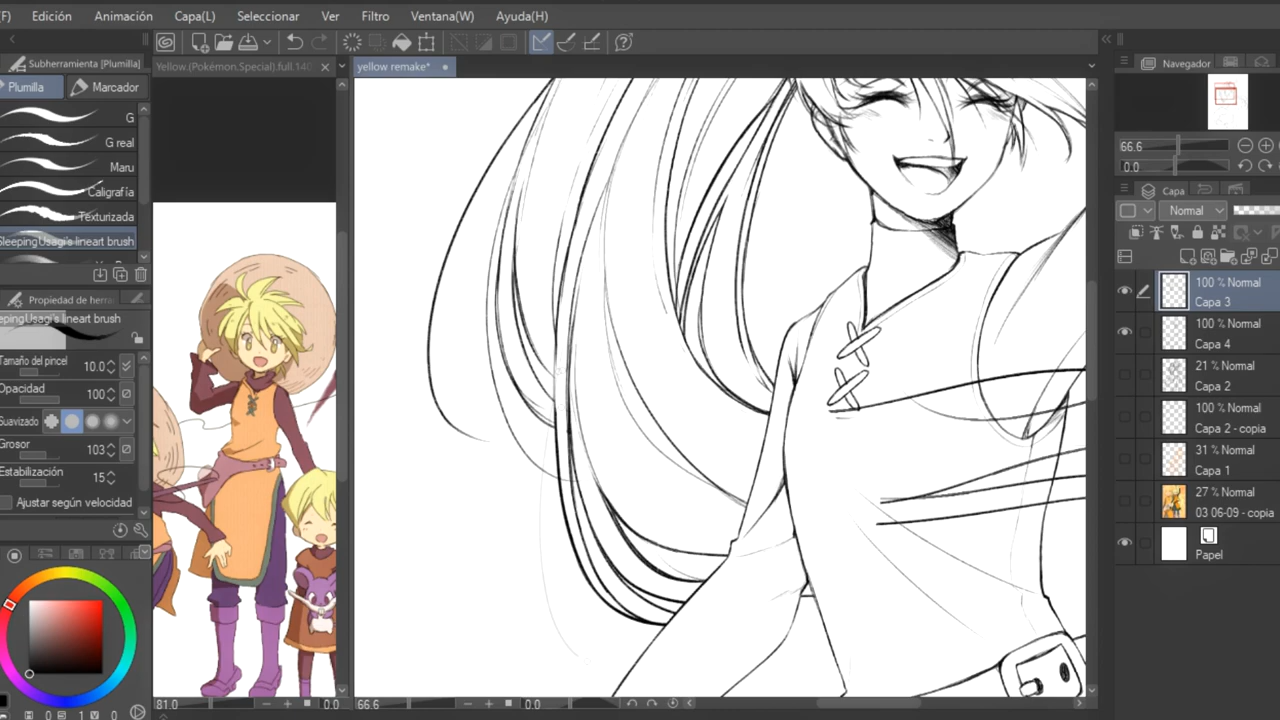 (F) Edición Animación Capa(L) Seleccionar Ver Filtro Ventana(W) Ayuda(H)
Subherramienta [Plumilla]
Yellow.(Pokémon.Special).full.140
yellow remake*
Navegador
Plumilla
Marcador
G
G real
Maru
Caligrafía
Texturizada
SleepingUsagi's lineart brush
66.6
0.0
Capa
Normal
Propiedad de herra
epingUsagi's lineart brush
Tamaño del pincel 10.0
Opacidad 100
Suavizado
Grosor 103
Estabilización 15
Ajustar según velocidad
100 % Normal
Capa 3
100 % Normal
Capa 4
21 % Normal
Capa 2
100 % Normal
Capa 2 - copia
31 % Normal
Capa 1
27 % Normal
03 06-09 - copia
Papel
81.0
0.0
66.6
0.0